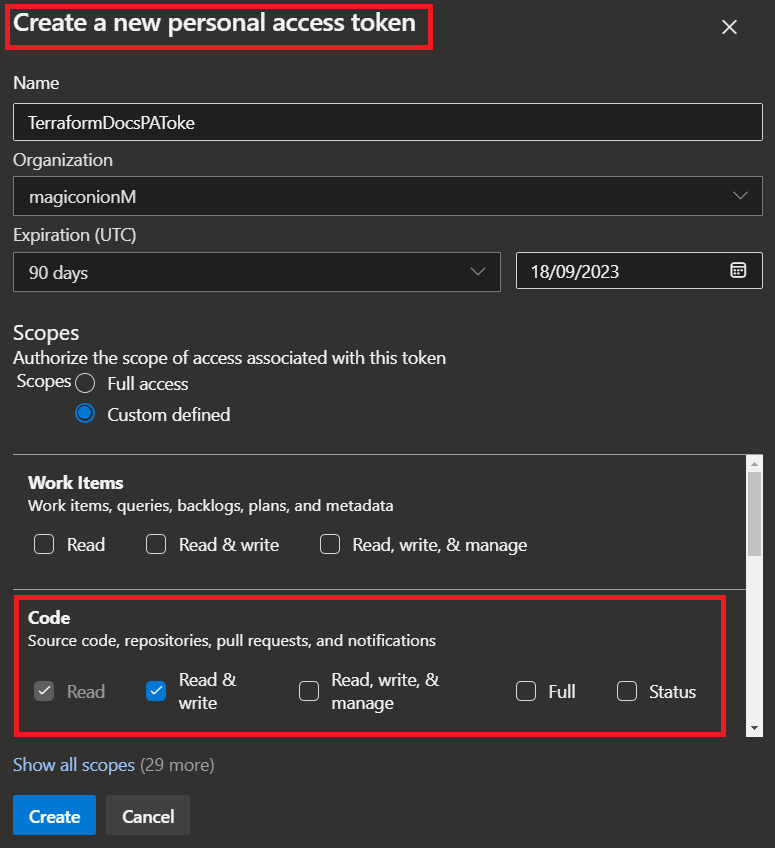 Create a new personal access token
Name
TerraformDocsPAToke
Organization
magiconionM
Expiration (UTC)
90 days
18/09/2023
Scopes
Authorize the scope of access associated with this token
Scopes
Full access
Custom defined
Work Items
Work items, queries, backlogs, plans, and metadata
Read
Read & write
Read, write, & manage
Code
Source code, repositories, pull requests, and notifications
Read
Read &
write
Read, write, &
manage
Full
Status
Show all scopes (29 more)
Create
Cancel